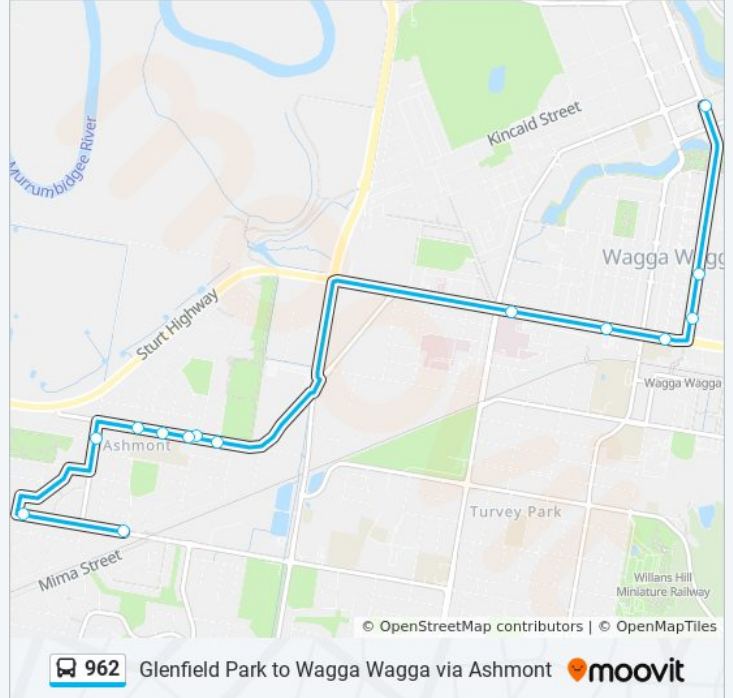 Kincaid Street
Murrumbidgee River
Wagga Wagg
Sturt Highway
Wagga Wagga
Ashmont
Turvey Park
Mima Street
Willans Hill
Miniature Railway
© OpenStreetMap contributors | © OpenMapTiles
962 Glenfield Park to Wagga Wagga via Ashmont moovit